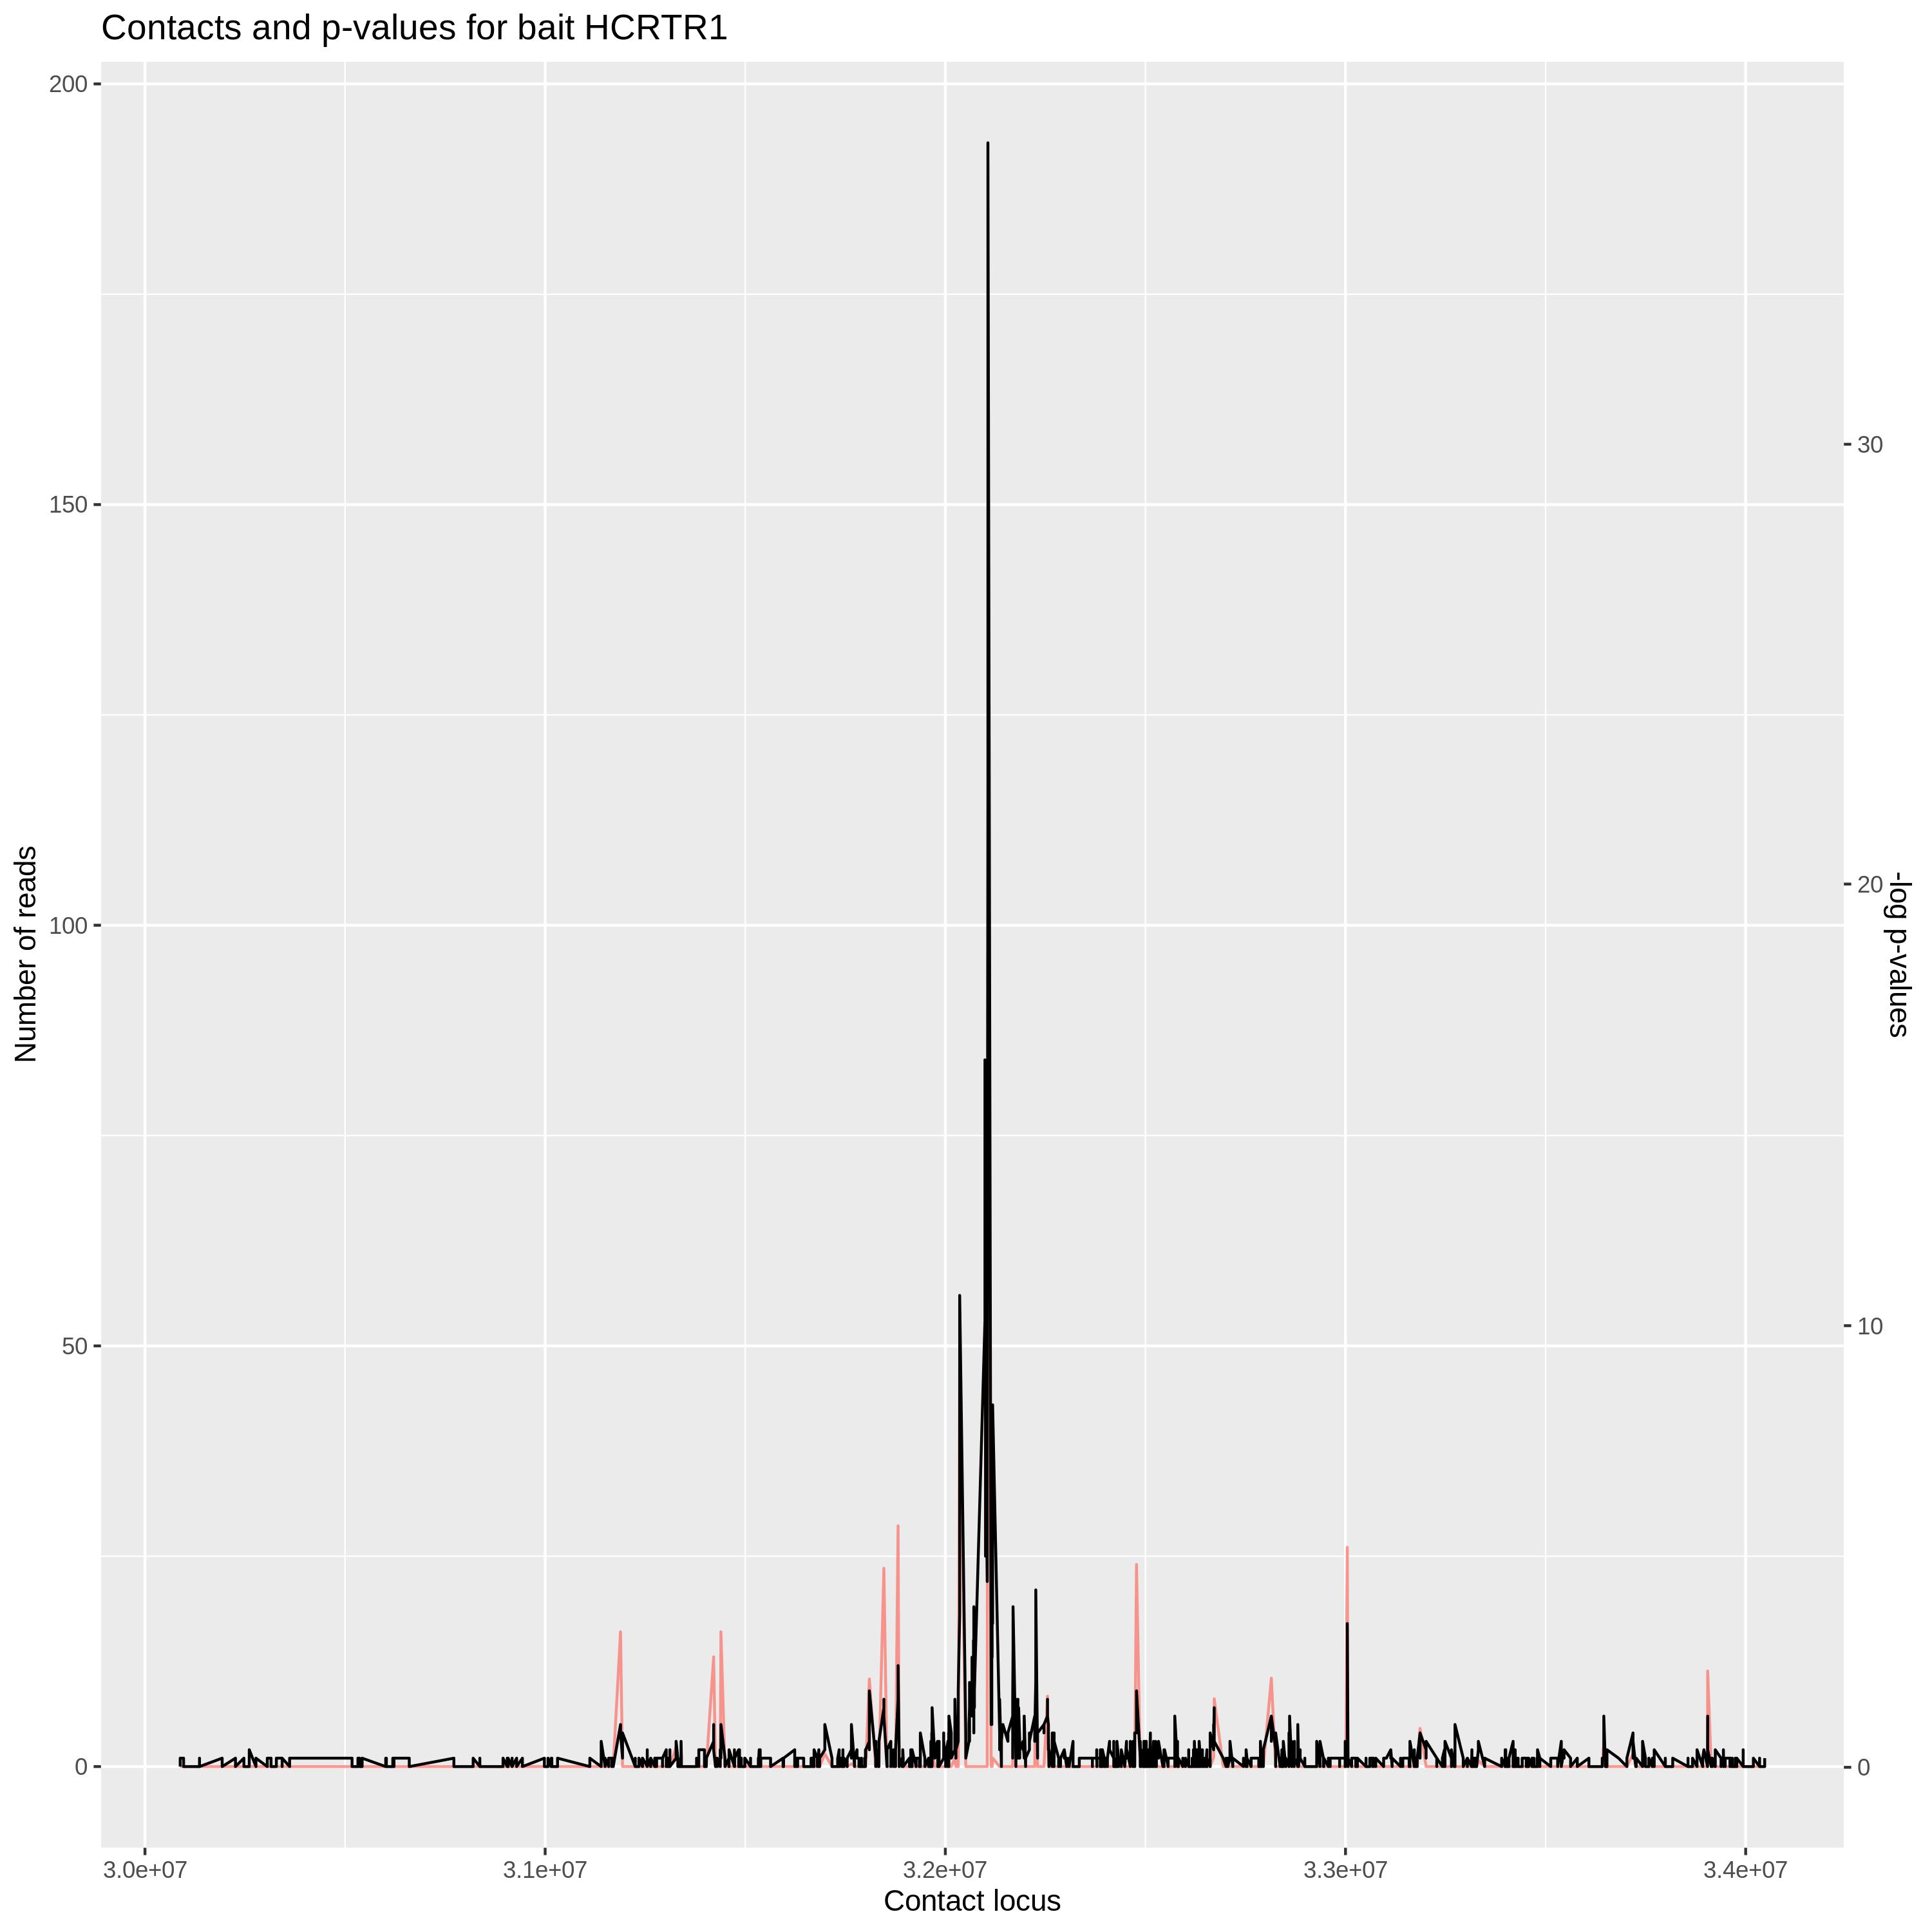 Contacts and p-values for bait HCRTR1
200
150
100
50
0
Number of reads
30
20
10
0
-log p-values
3.0e+07 3.1e+07 3.2e+07 3.3e+07 3.4e+07
Contact locus